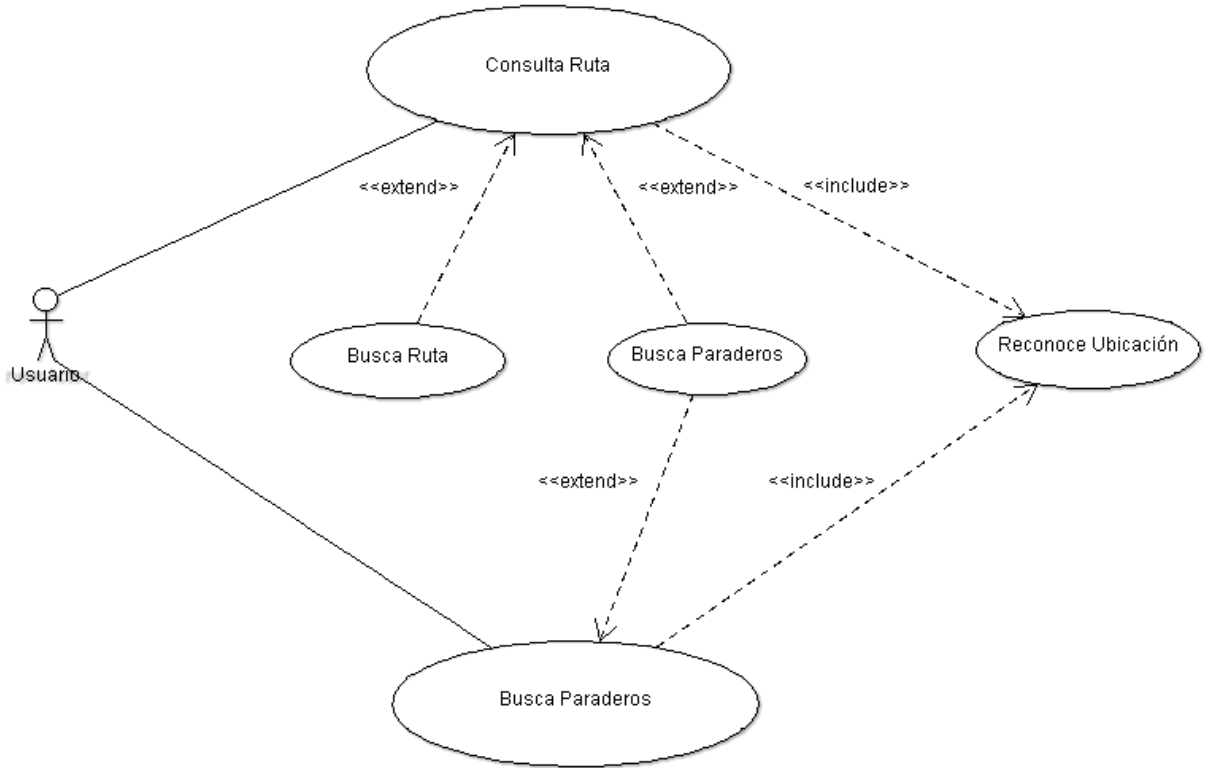 Consulta Ruta
<<extend>>
<<extend>>
<<include>>
Usuario
Busca Ruta
Busca Paraderos
Reconoce Ubicación
<<extend>>
<<include>>
Busca Paraderos